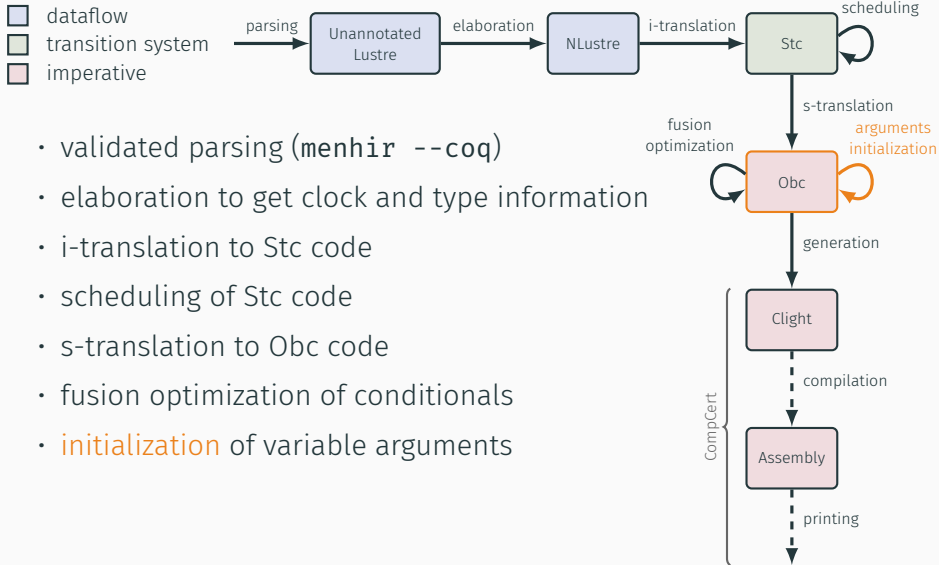 dataflow
transition system
imperative
parsing
Unannotated
Lustre
elaboration
NLustre
i-translation
Stc
scheduling
s-translation
fusion
optimization
arguments
initialization
Obc
generation
Clight
compilation
CompCert
Assembly
printing
· validated parsing (menhir --coq)
· elaboration to get clock and type information
· i-translation to Stc code
· scheduling of Stc code
· s-translation to Obc code
· fusion optimization of conditionals
· initialization of variable arguments